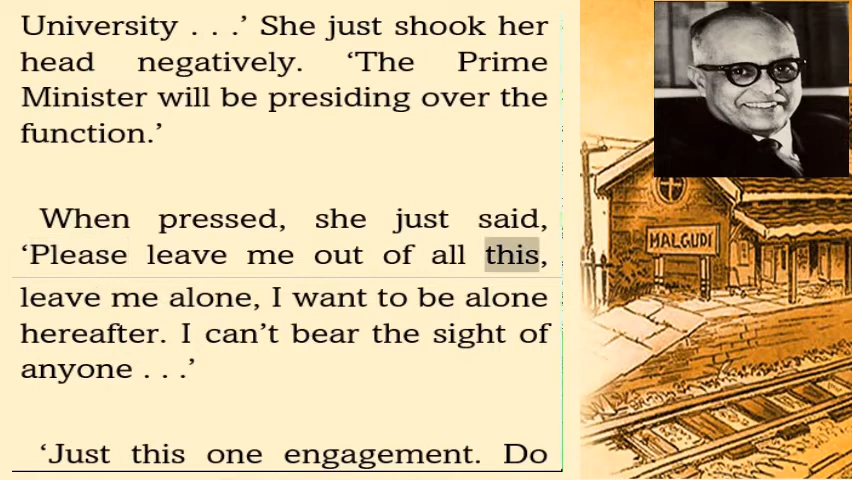 University . . .’ She just shook her
head negatively. ‘The Prime
Minister will be presiding over the
function.’
When pressed, she just said,
‘Please leave me out of all this,
leave me alone, I want to be alone
hereafter. I can’t bear the sight of
anyone . . .’
‘Just this one engagement. Do
MALGUDI